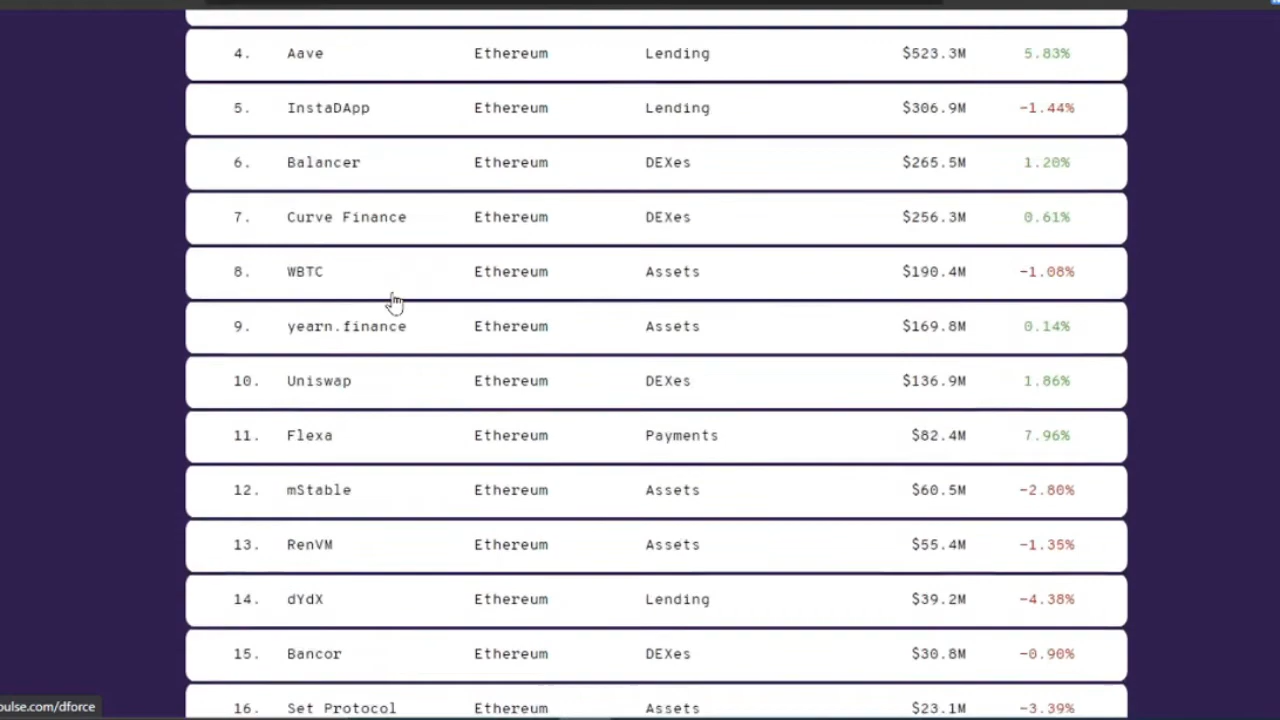 4. Aave Ethereum Lending $523.3M 5.83%
5. InstaDApp Ethereum Lending $306.9M -1.44%
6. Balancer Ethereum DEXes $265.5M 1.20%
7. Curve Finance Ethereum DEXes $256.3M 0.61%
8. WBTC Ethereum Assets $190.4M -1.08%
9. yearn.finance Ethereum Assets $169.8M 0.14%
10. Uniswap Ethereum DEXes $136.9M 1.86%
11. Flexa Ethereum Payments $82.4M 7.96%
12. mStable Ethereum Assets $60.5M -2.80%
13. RenVM Ethereum Assets $55.4M -1.35%
14. dYdX Ethereum Lending $39.2M -4.38%
15. Bancor Ethereum DEXes $30.8M -0.90%
16. Set Protocol Ethereum Assets $23.1M -3.39%
pulse.com/dforce